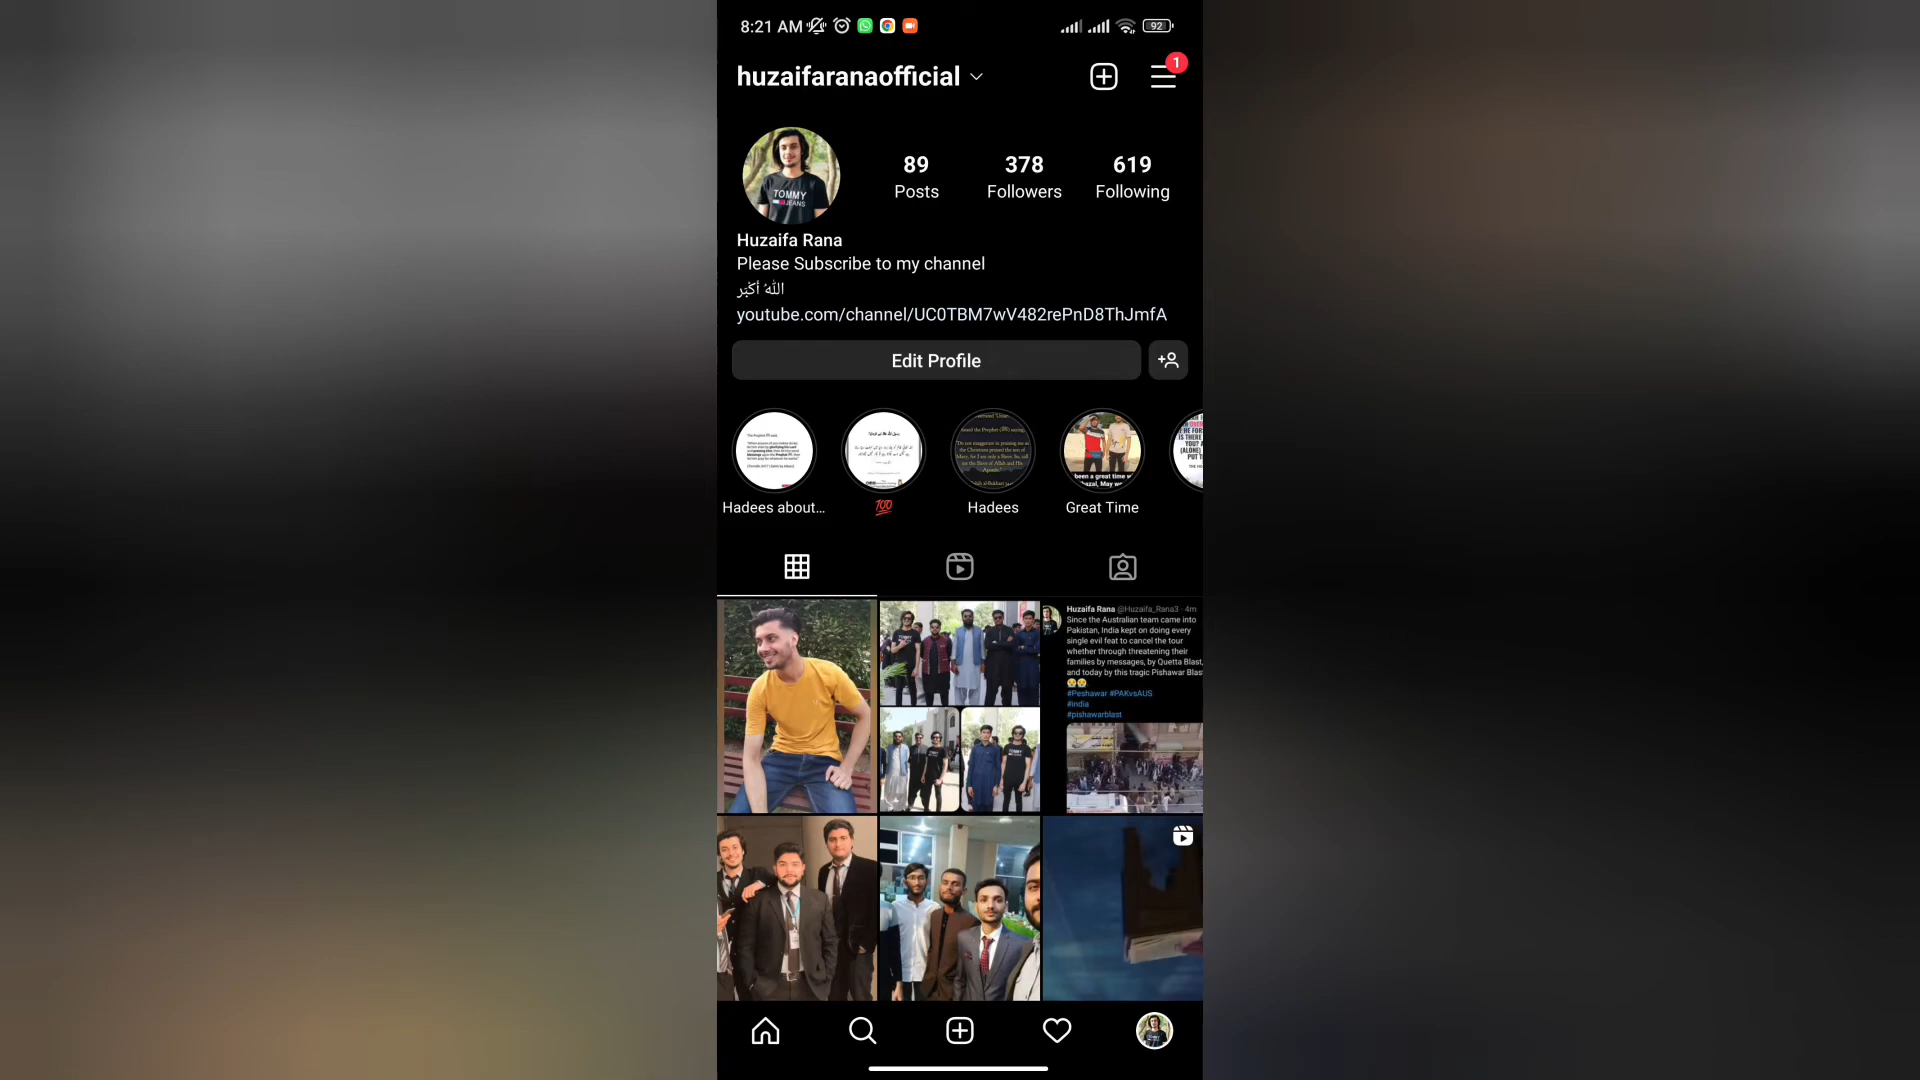 8:21 AM
92
huzaifaranaofficial
1
TOMMY
JEANS
89
Posts
378
Followers
619
Following
Huzaifa Rana
Please Subscribe to my channel
اللّٰهُ أَكْبَر
youtube.com/channel/UC0TBM7wV482rePnD8ThJmfA
Edit Profile
Hadees about...
💯
Hadees
Great Time
Huzaifa Rana @Huzaifa_Rana3 · 4m
Since the Australian team came into
Pakistan, India kept on doing every
single evil feat to cancel the tour
whether through threatening their
families by messages, by Quetta Blast,
and today by this tragic Pishawar Blast
😢😢
#Peshawar #PAKvsAUS
#india
#pishawarblast